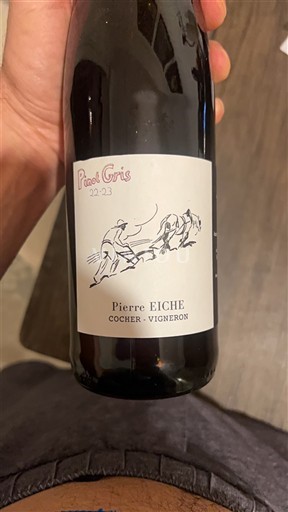 Pinot Gris
22-23
Pierre EICHE
COCHER - VIGNERON